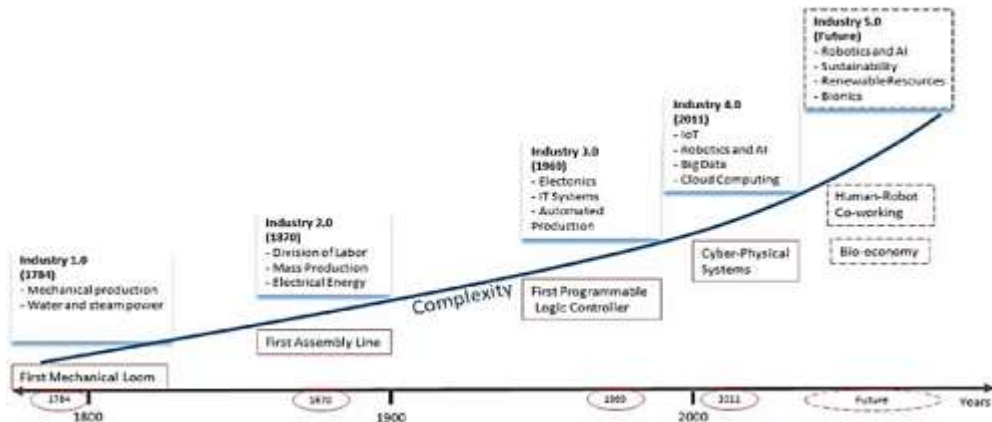 Industry 5.0
(Future)
- Robotics and AI
- Sustainability
- Renewable Resources
- Bionics
Industry 4.0
(2011)
- IoT
- Robotics and AI
- Big Data
- Cloud Computing
Industry 3.0
(1969)
- Electonics
- IT Systems
- Automated
Production
Industry 2.0
(1870)
- Division of Labor
- Mass Production
- Electrical Energy
Industry 1.0
(1784)
- Mechanical production
- Water and steam power
Human-Robot
Co-working
Bio-economy
Cyber-Physical
Systems
Complexity
First Programmable
Logic Controller
First Assembly Line
First Mechanical Loom
1784
1870
1969
2011
Future
Years
1800
1900
2000